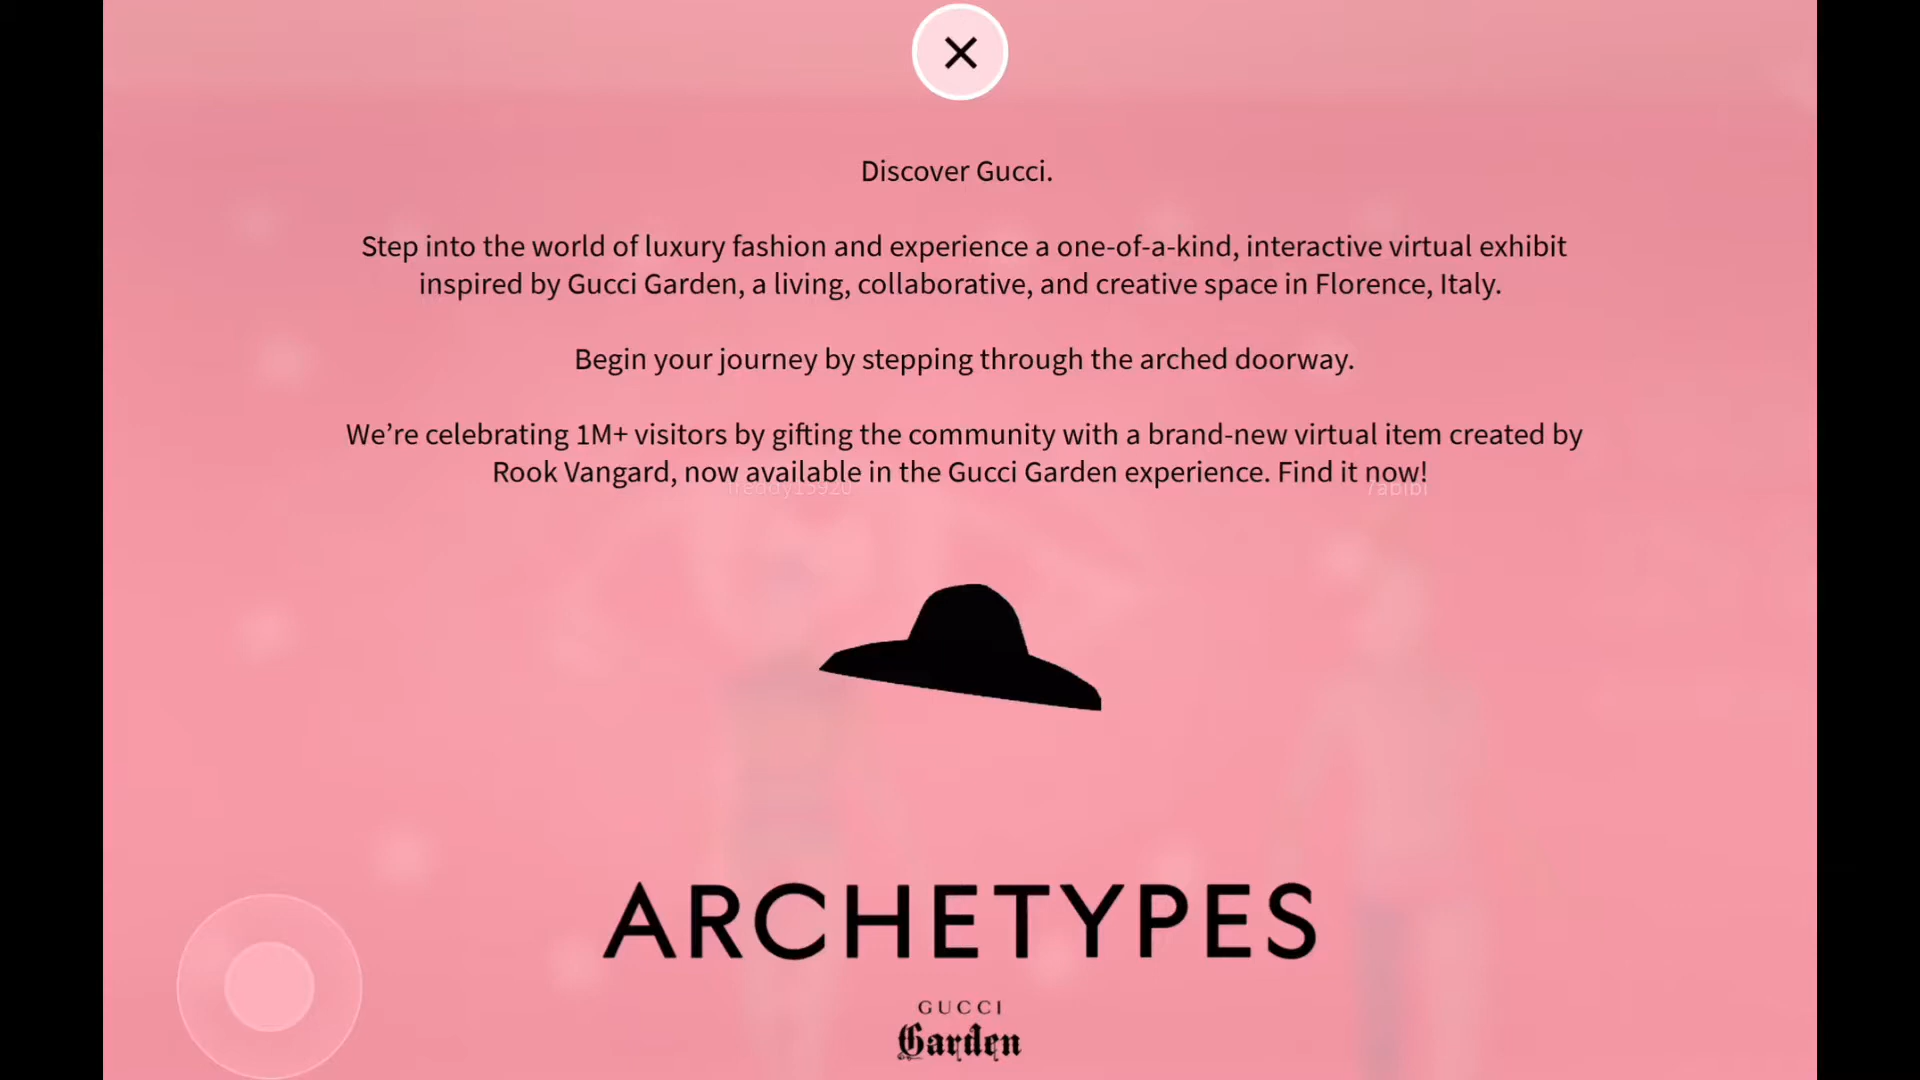 Discover Gucci.
Step into the world of luxury fashion and experience a one-of-a-kind, interactive virtual exhibit
inspired by Gucci Garden, a living, collaborative, and creative space in Florence, Italy.
Begin your journey by stepping through the arched doorway.
We’re celebrating 1M+ visitors by gifting the community with a brand-new virtual item created by
Rook Vangard, now available in the Gucci Garden experience. Find it now!
ARCHETYPES
GUCCI
Garden